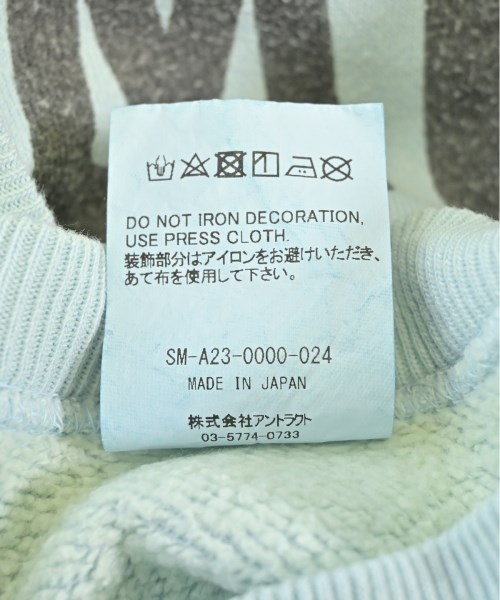 DO NOT IRON DECORATION,
USE PRESS CLOTH.
装飾部分はアイロンをお避けいただき、
あて布を使用して下さい。
SM-A23-0000-024
MADE IN JAPAN
株式会社アントラクト
03-5774-0733